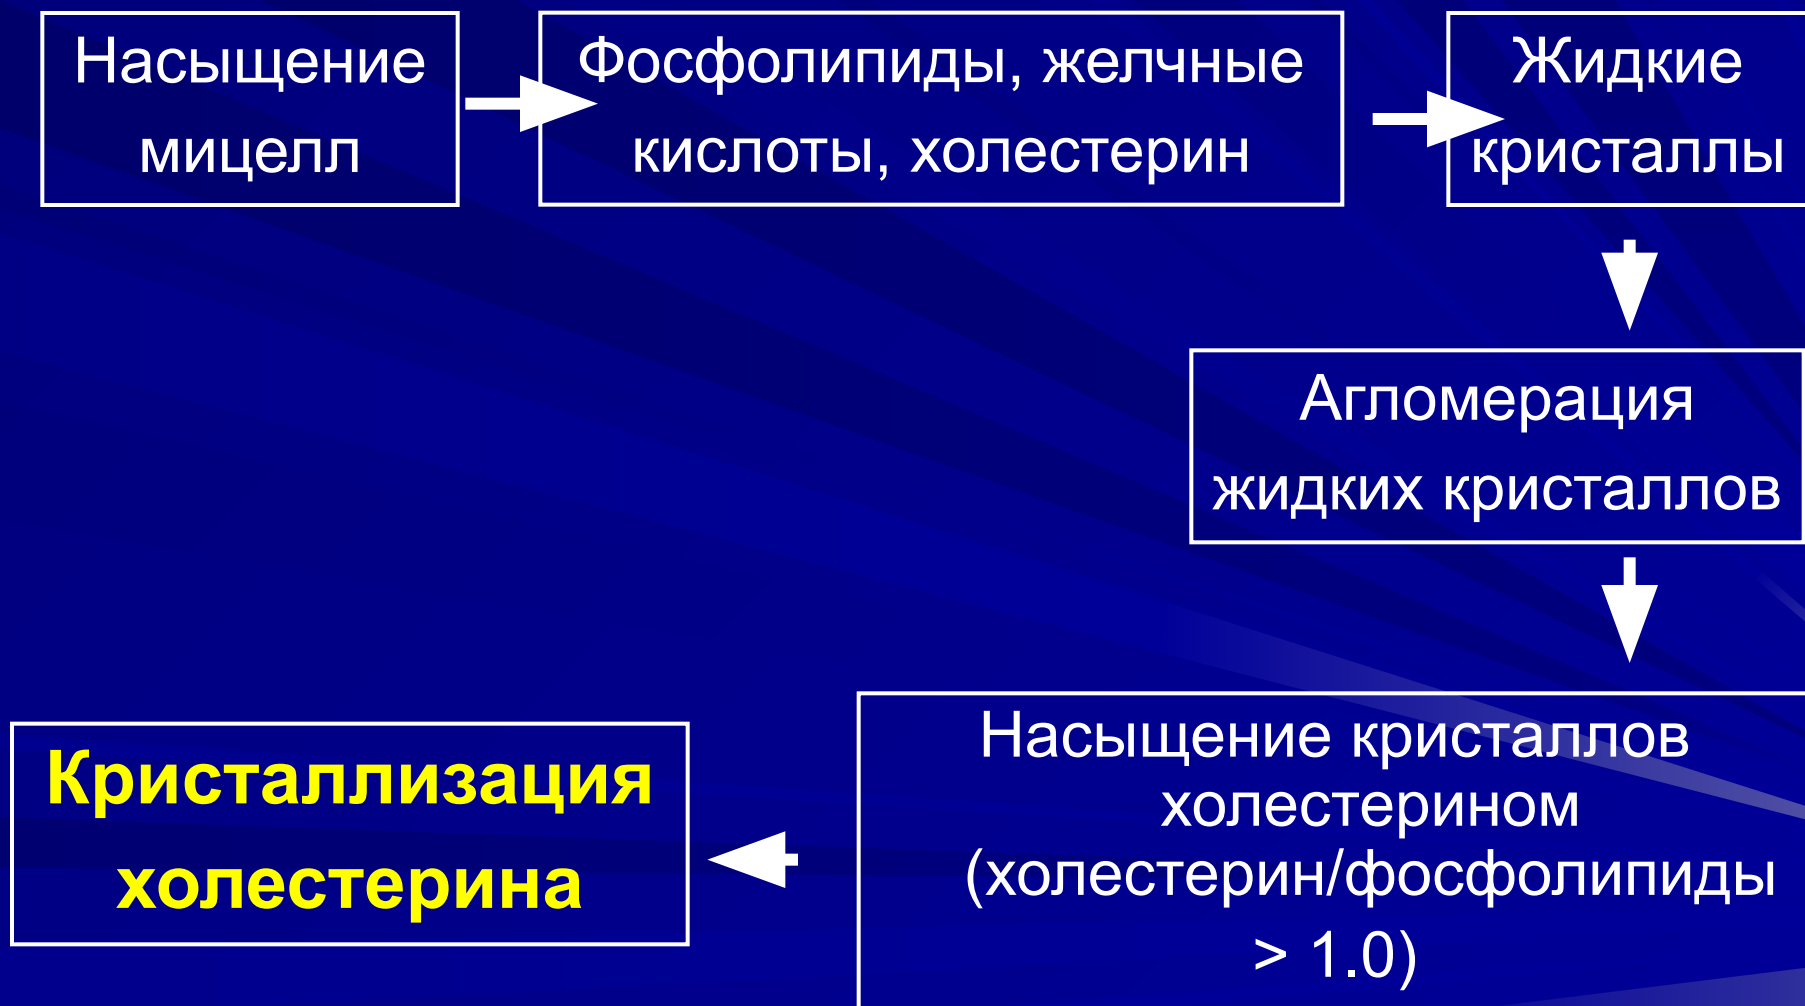 Насыщение
мицелл
Фосфолипиды, желчные
кислоты, холестерин
Жидкие
кристаллы
Агломерация
жидких кристаллов
Насыщение кристаллов
холестерином
(холестерин/фосфолипиды
> 1.0)
Кристаллизация
холестерина